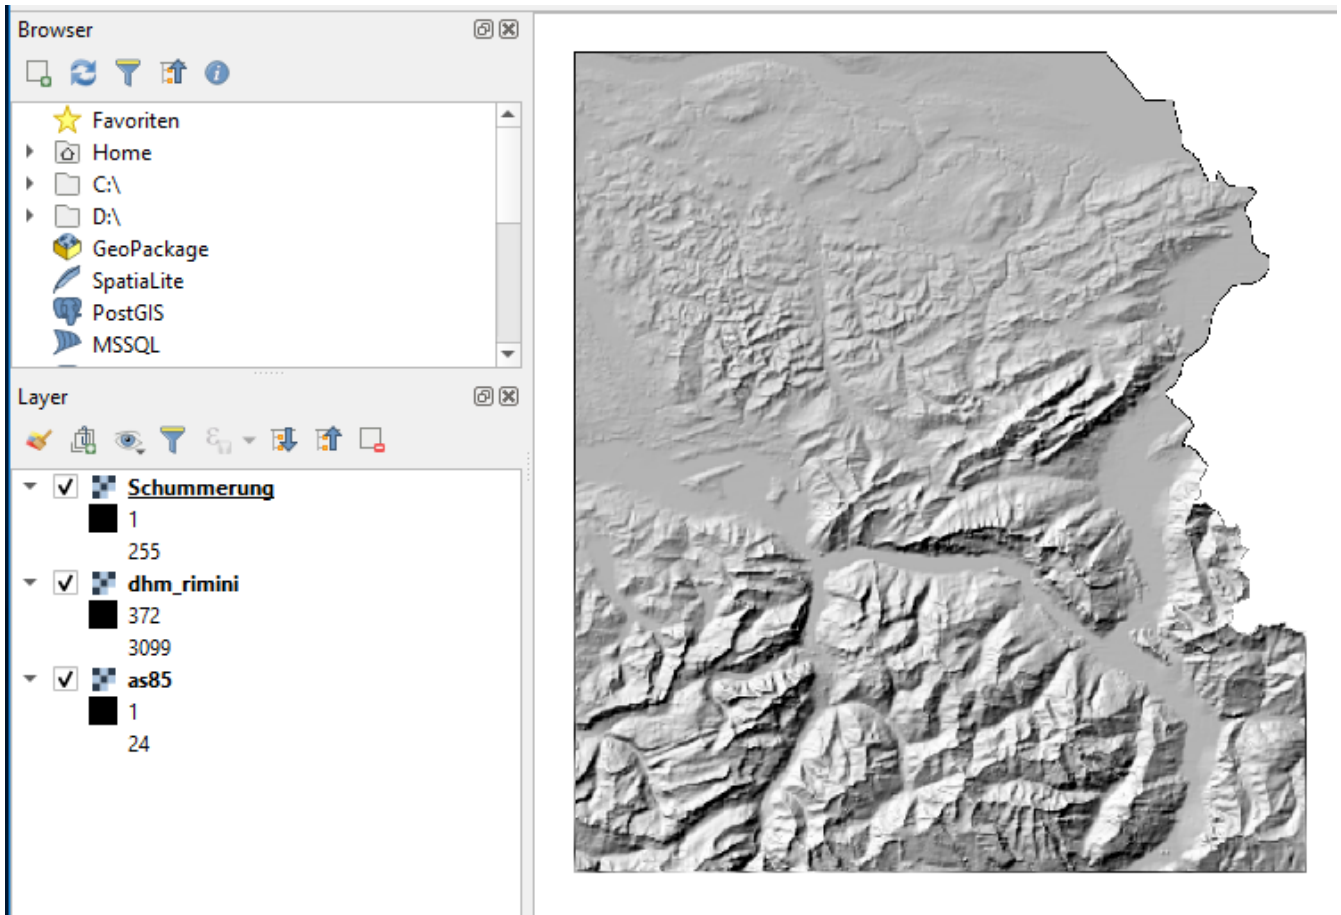 Browser
Favoriten
Home
C:\
D:\
GeoPackage
SpatiaLite
PostGIS
MSSQL
Layer
Schummerung
1
255
dhm_rimini
372
3099
as85
1
24